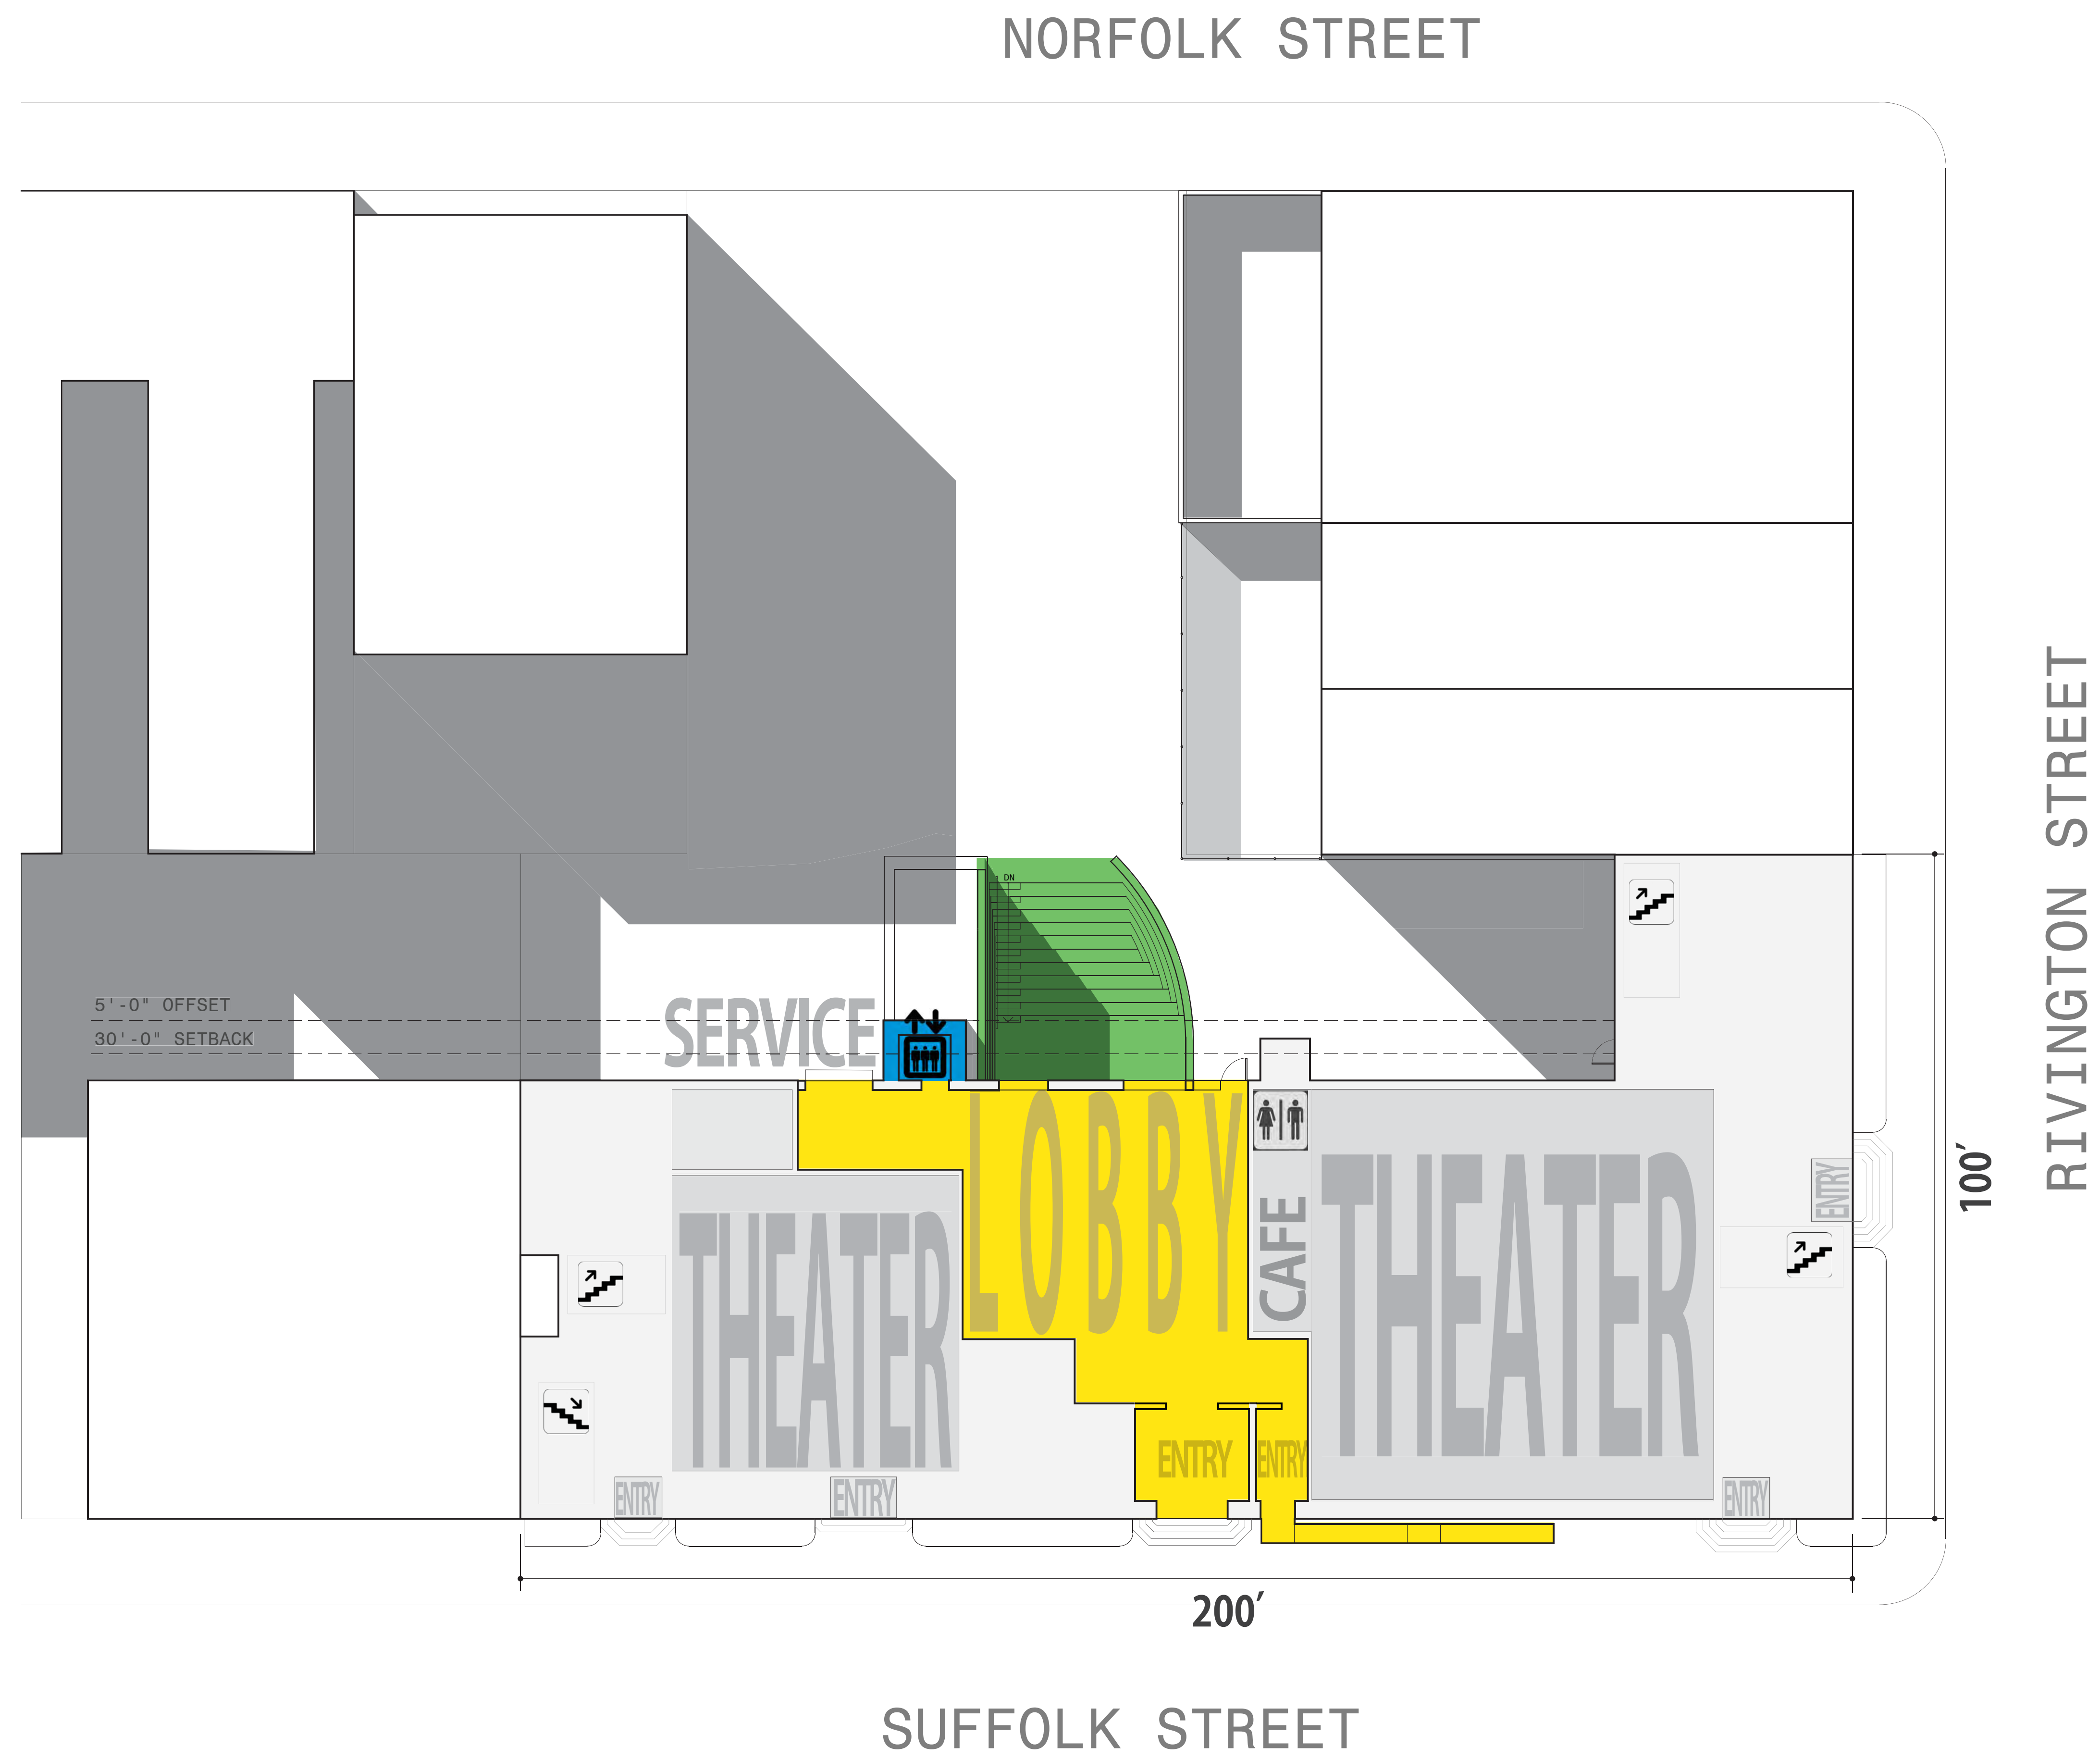 NORFOLK STREET
RIVINGTON STREET
DN
5'-0" OFFSET
SERVICE
30'-0" SETBACK
LOBBY
THEATER
CAFE
THEATER
ENTRY
100′
ENTRY
ENTRY
ENTRY
ENTRY
ENTRY
200′
SUFFOLK STREET